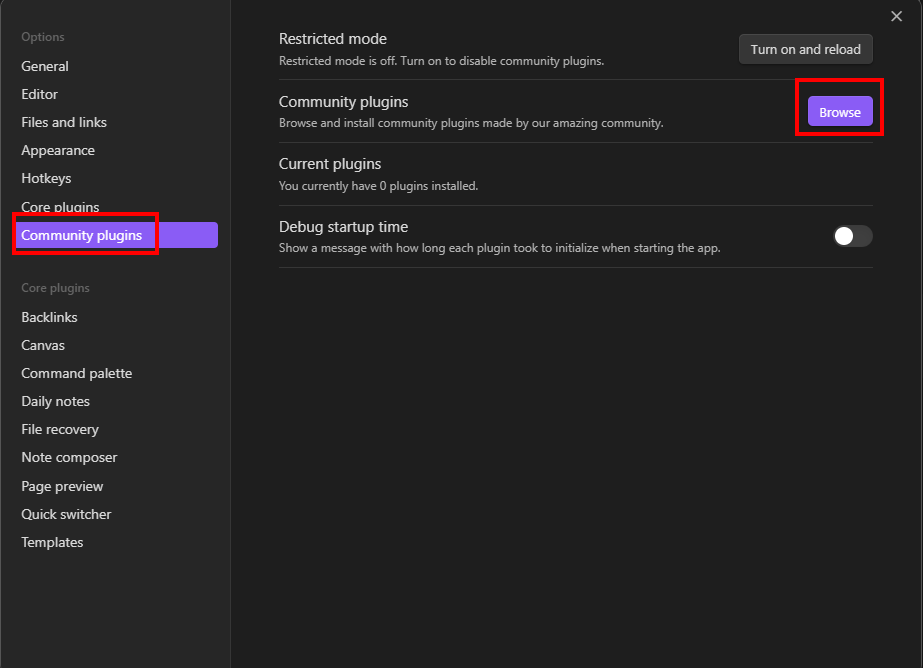 Options
General
Editor
Files and links
Appearance
Hotkeys
Core plugins
Community plugins
Core plugins
Backlinks
Canvas
Command palette
Daily notes
File recovery
Note composer
Page preview
Quick switcher
Templates
Restricted mode
Restricted mode is off. Turn on to disable community plugins.
Turn on and reload
Community plugins
Browse and install community plugins made by our amazing community.
Browse
Current plugins
You currently have 0 plugins installed.
Debug startup time
Show a message with how long each plugin took to initialize when starting the app.